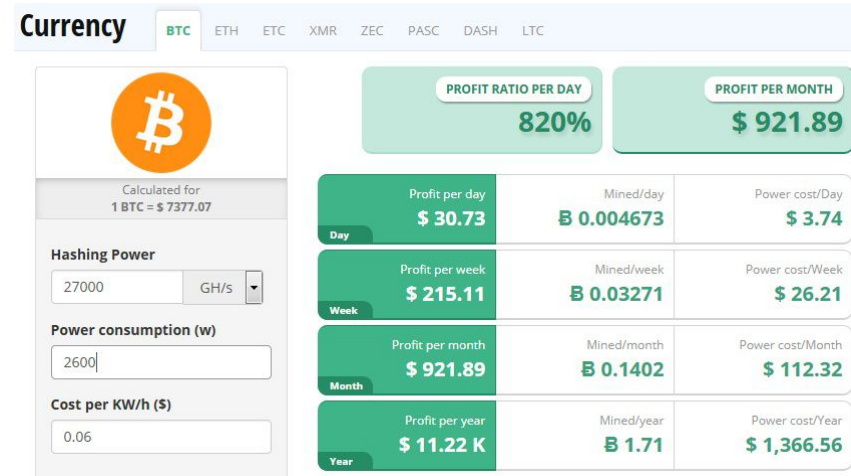 Currency BTC ETH ETC XMR ZEC PASC DASH LTC
PROFIT RATIO PER DAY
820%
PROFIT PER MONTH
$ 921.89
Calculated for
1 BTC = $ 7377.07
Hashing Power
27000 GH/s
Power consumption (w)
2600
Cost per KW/h ($)
0.06
Profit per day Mined/day Power cost/Day
$ 30.73 Ƀ 0.004673 $ 3.74
Day
Profit per week Mined/week Power cost/Week
$ 215.11 Ƀ 0.03271 $ 26.21
Week
Profit per month Mined/month Power cost/Month
$ 921.89 Ƀ 0.1402 $ 112.32
Month
Profit per year Mined/year Power cost/Year
$ 11.22 K Ƀ 1.71 $ 1,366.56
Year